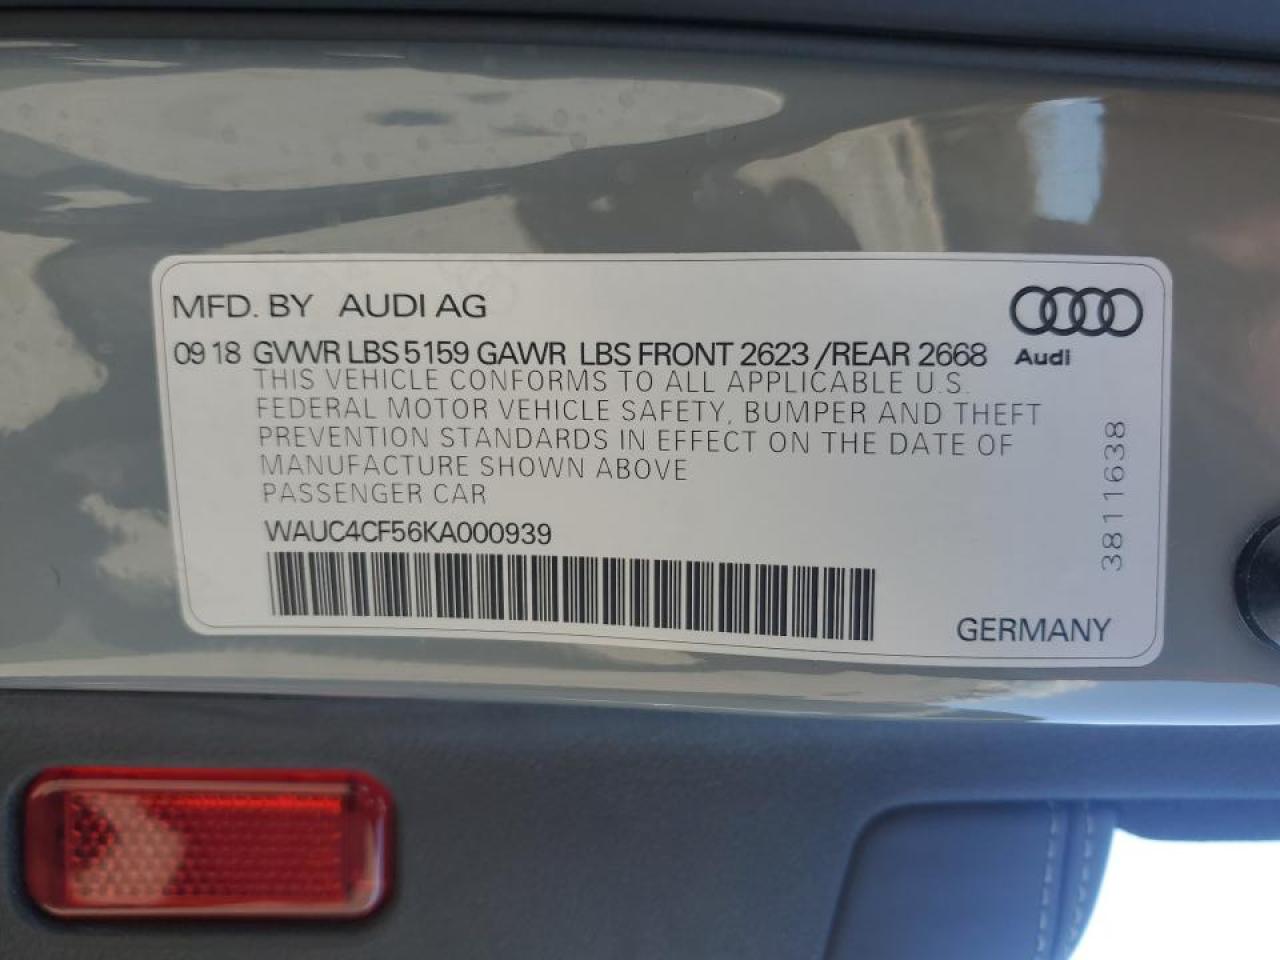 MFD. BY AUDI AG
09 18 GVWR LBS 5159 GAWR LBS FRONT 2623 /REAR 2668
Audi
THIS VEHICLE CONFORMS TO ALL APPLICABLE U.S.
FEDERAL MOTOR VEHICLE SAFETY, BUMPER AND THEFT
PREVENTION STANDARDS IN EFFECT ON THE DATE OF
MANUFACTURE SHOWN ABOVE
PASSENGER CAR
WAUC4CF56KA000939
3811638
GERMANY